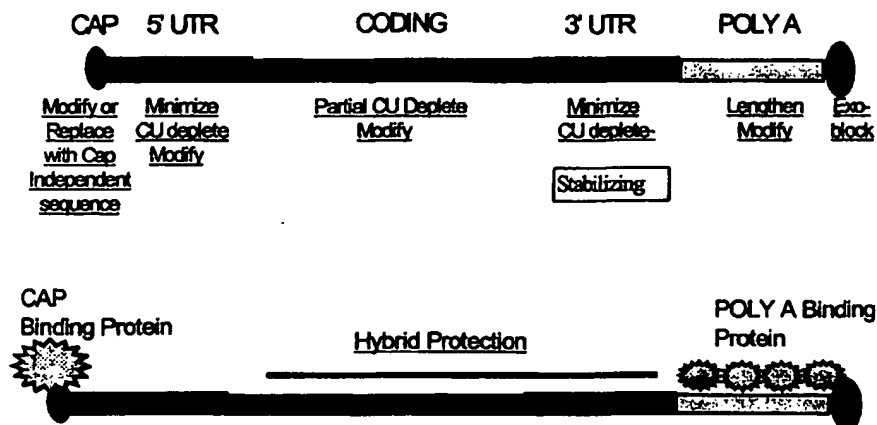 CAP 5' UTR CODING 3' UTR POLY A
Modify or Minimize Partial CU Deplete Minimize Lengthen Exo-
Replace CU deplete Modify CU deplete- Modify block
with Cap Modify
Independent Stabilizing
sequence
CAP
Binding Protein
Hybrid Protection
POLY A Binding
Protein